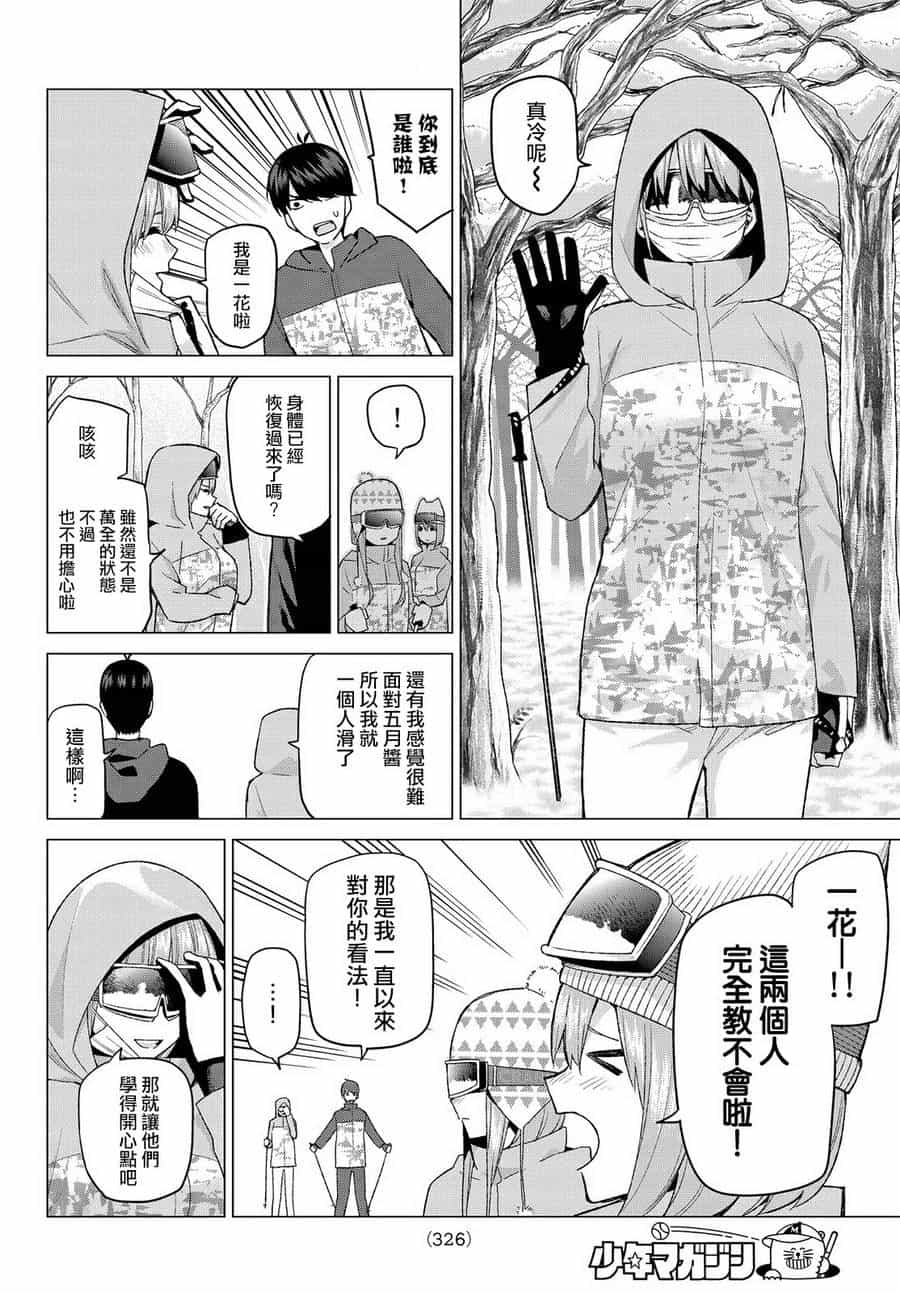 真冷呢～
你到底
是誰啦！
我是一花啦
！
身體已經
恢復過來了嗎？
咳咳
雖然還不是
萬全的狀態
不過
也不用擔心啦
還有我感覺很難
面對五月醬
所以我就
一個人滑了
這樣啊…
一花—!!
這兩個人
完全教不會啦！
那是我一直以來
對你的看法！
…！
那就讓他們
學得開心點吧
(326)
少年マガジン
M